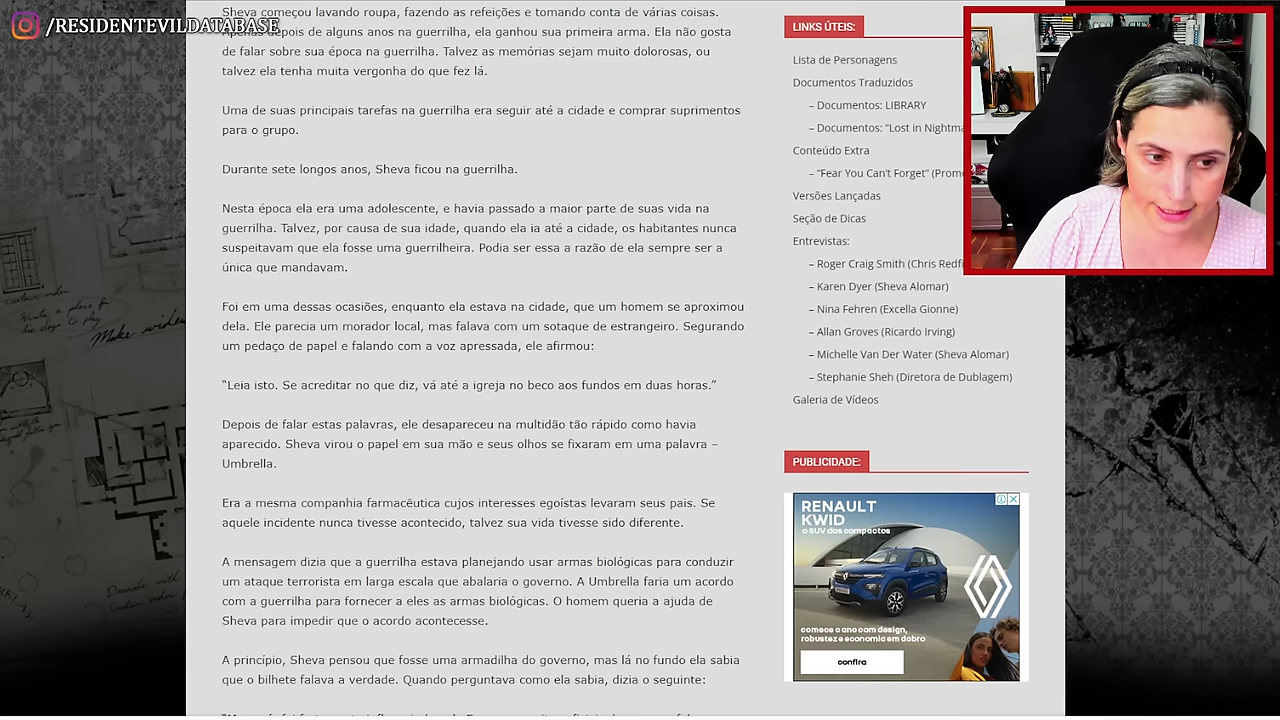 /RESIDENTEVILDATABASE
Sheva começou lavando roupa, fazendo as refeições e tomando conta de várias coisas.
depois de alguns anos na guerrilha, ela ganhou sua primeira arma. Ela não gosta
de falar sobre sua época na guerrilha. Talvez as memórias sejam muito dolorosas, ou
talvez ela tenha muita vergonha do que fez lá.
Uma de suas principais tarefas na guerrilha era seguir até a cidade e comprar suprimentos
para o grupo.
Durante sete longos anos, Sheva ficou na guerrilha.
Nesta época ela era uma adolescente, e havia passado a maior parte de suas vida na
guerrilha. Talvez, por causa de sua idade, quando ela ia até a cidade, os habitantes nunca
suspeitavam que ela fosse uma guerrilheira. Podia ser essa a razão de ela sempre ser a
única que mandavam.
Foi em uma dessas ocasiões, enquanto ela estava na cidade, que um homem se aproximou
dela. Ele parecia um morador local, mas falava com um sotaque de estrangeiro. Segurando
um pedaço de papel e falando com a voz apressada, ele afirmou:
“Leia isto. Se acreditar no que diz, vá até a igreja no beco aos fundos em duas horas.”
Depois de falar estas palavras, ele desapareceu na multidão tão rápido como havia
aparecido. Sheva virou o papel em sua mão e seus olhos se fixaram em uma palavra –
Umbrella.
Era a mesma companhia farmacêutica cujos interesses egoístas levaram seus pais. Se
aquele incidente nunca tivesse acontecido, talvez sua vida tivesse sido diferente.
A mensagem dizia que a guerrilha estava planejando usar armas biológicas para conduzir
um ataque terrorista em larga escala que abalaria o governo. A Umbrella faria um acordo
com a guerrilha para fornecer a eles as armas biológicas. O homem queria a ajuda de
Sheva para impedir que o acordo acontecesse.
A princípio, Sheva pensou que fosse uma armadilha do governo, mas lá no fundo ela sabia
que o bilhete falava a verdade. Quando perguntava como ela sabia, dizia o seguinte:
LINKS ÚTEIS:
Lista de Personagens
Documentos Traduzidos
– Documentos: LIBRARY
– Documentos: “Lost in Nightma
Conteúdo Extra
– “Fear You Can’t Forget” (Promo
Versões Lançadas
Seção de Dicas
Entrevistas:
– Roger Craig Smith (Chris Redfi
– Karen Dyer (Sheva Alomar)
– Nina Fehren (Excella Gionne)
– Allan Groves (Ricardo Irving)
– Michelle Van Der Water (Sheva Alomar)
– Stephanie Sheh (Diretora de Dublagem)
Galeria de Vídeos
PUBLICIDADE:
RENAULT
KWID
o SUV dos compactos
comece o ano com design,
robustez e economia em dobro
confira